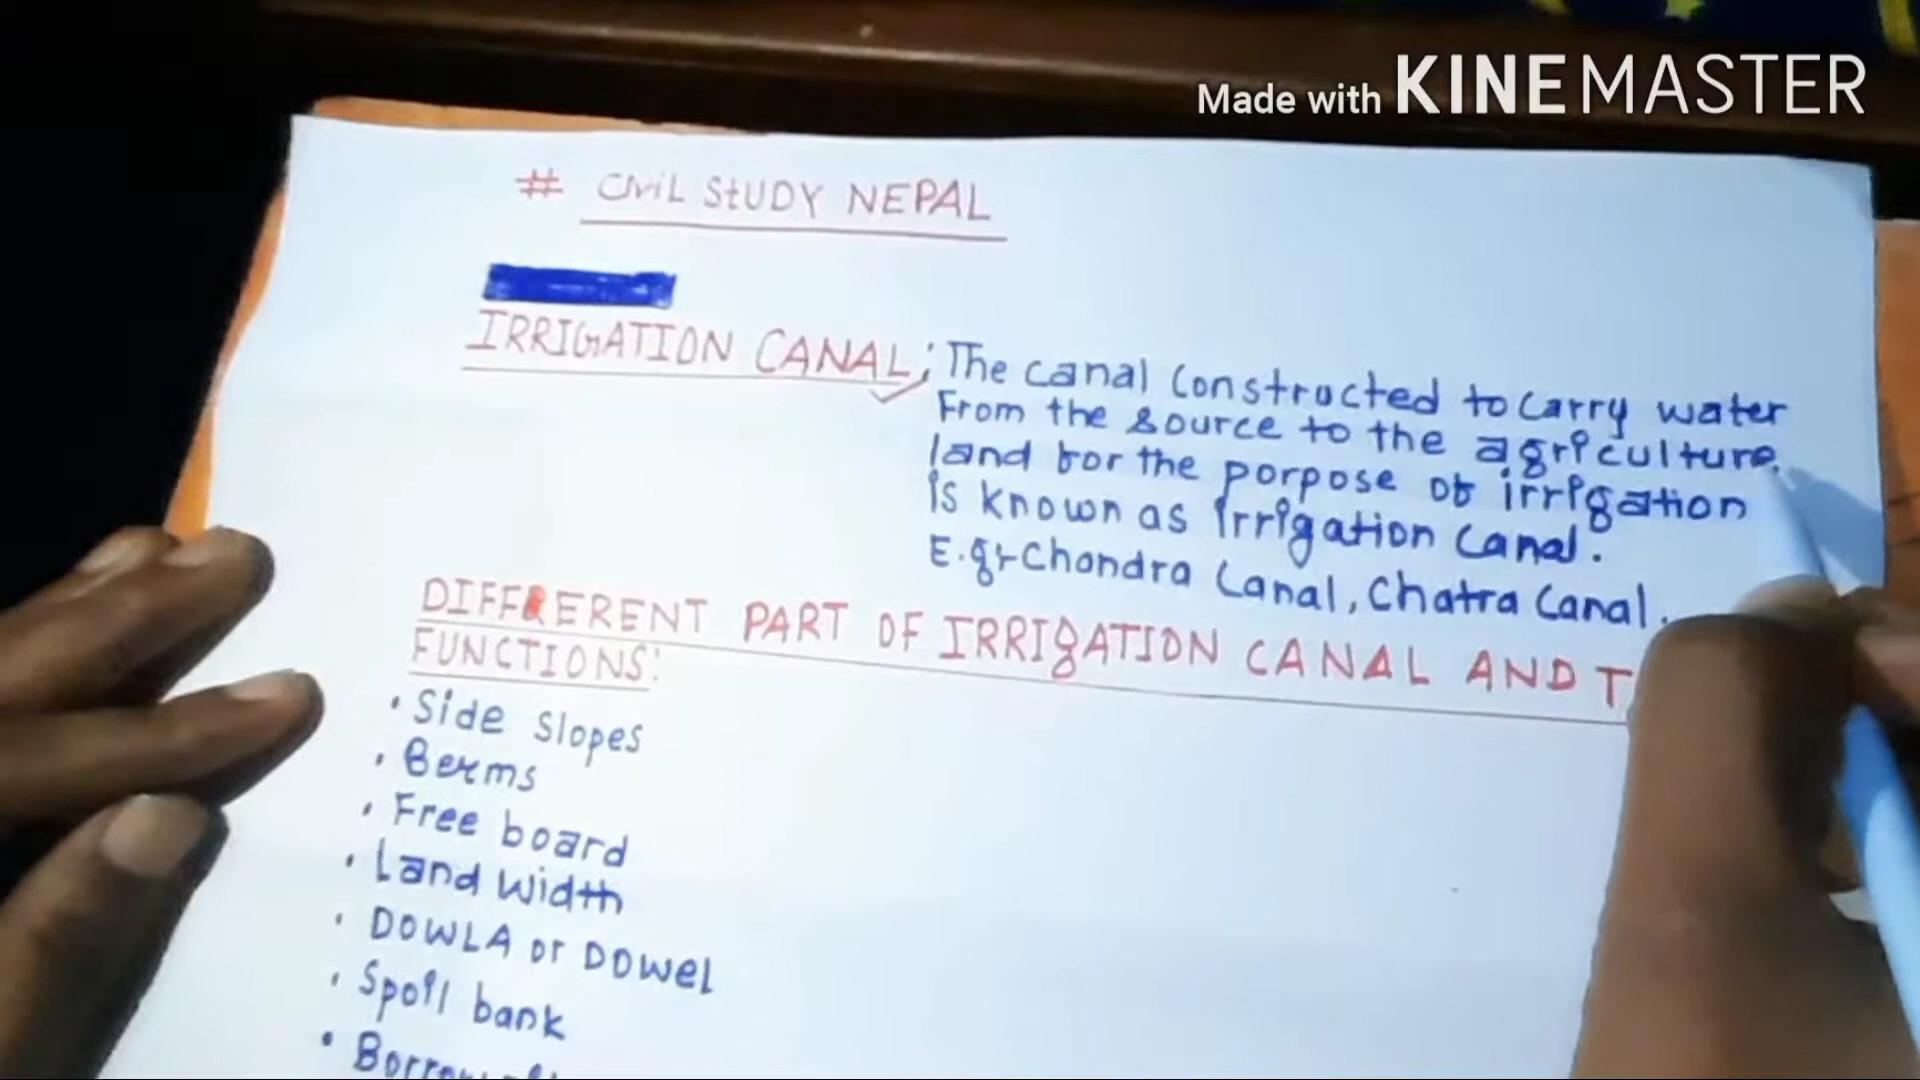 Made with KINEMASTER
# Civil StUDY NEPAL
IRRIGATION CANAL; The canal constructed to carry water
From the source to the agriculture
land for the porpose of irrigation
is known as irrigation canal.
E.g:- Chandra Canal, Chatra Canal.
DIFFERENT PART OF IRRIGATION CANAL AND T
FUNCTIONS:
• Side slopes
• Berms
• Free board
• Land width
• DOWLA or DOWel
• Spoil bank